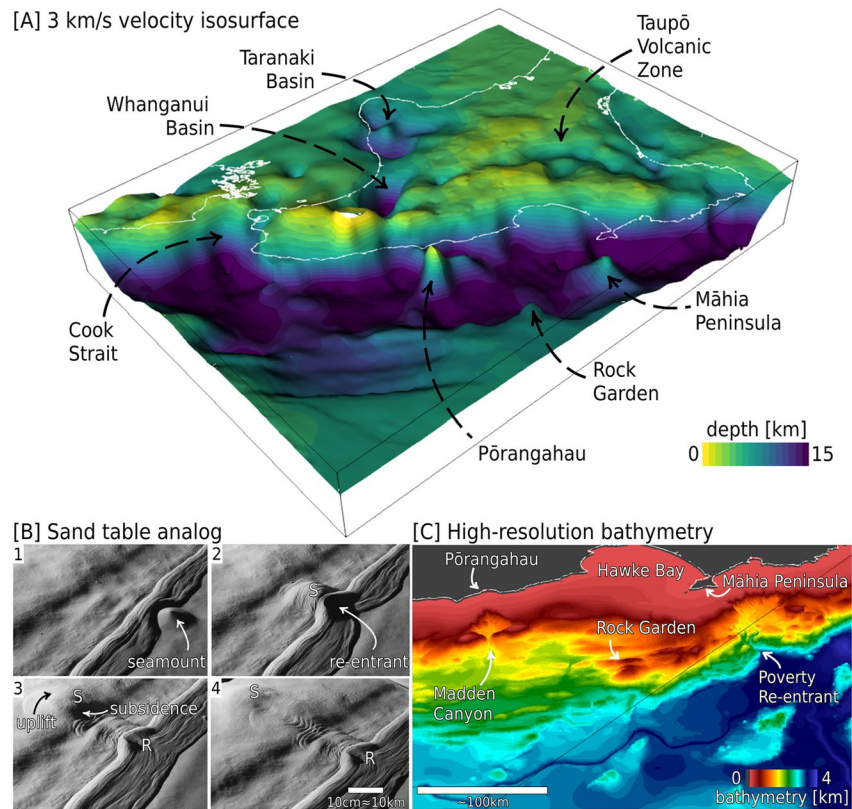 [A] 3 km/s velocity isosurface
Taranaki
Basin
Taupō
Volcanic
Zone
Whanganui
Basin
Cook
Strait
Māhia
Peninsula
Rock
Garden
Pōrangahau
depth [km]
0 15
[B] Sand table analog
1
seamount
2
S
re-entrant
3
S
uplift
subsidence
R
4
S
R
10cm≈10km
[C] High-resolution bathymetry
Pōrangahau
Hawke Bay
Māhia Peninsula
Rock Garden
Madden
Canyon
Poverty
Re-entrant
0 4
bathymetry [km]
~100km